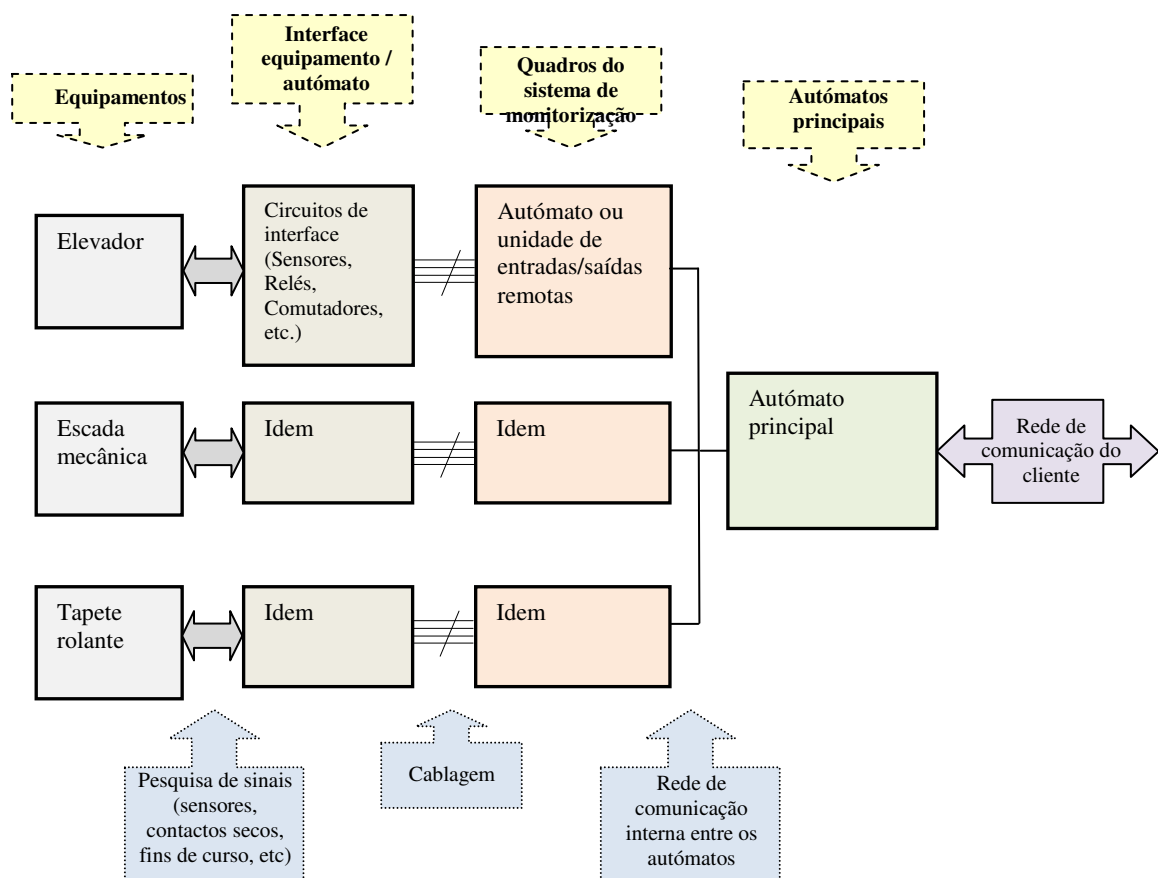 Equipamentos
Interface
equipamento /
autómato
Quadros do
sistema de
monitorização
Autómatos
principais
Elevador
Circuitos de
interface
(Sensores,
Relés,
Comutadores,
etc.)
Autómato ou
unidade de
entradas/saídas
remotas
Escada
mecânica
Idem
Idem
Autómato
principal
Rede de
comunicação do
cliente
Tapete
rolante
Idem
Idem
Pesquisa de sinais
(sensores,
contactos secos,
fins de curso, etc)
Cablagem
Rede de
comunicação
interna entre os
autómatos